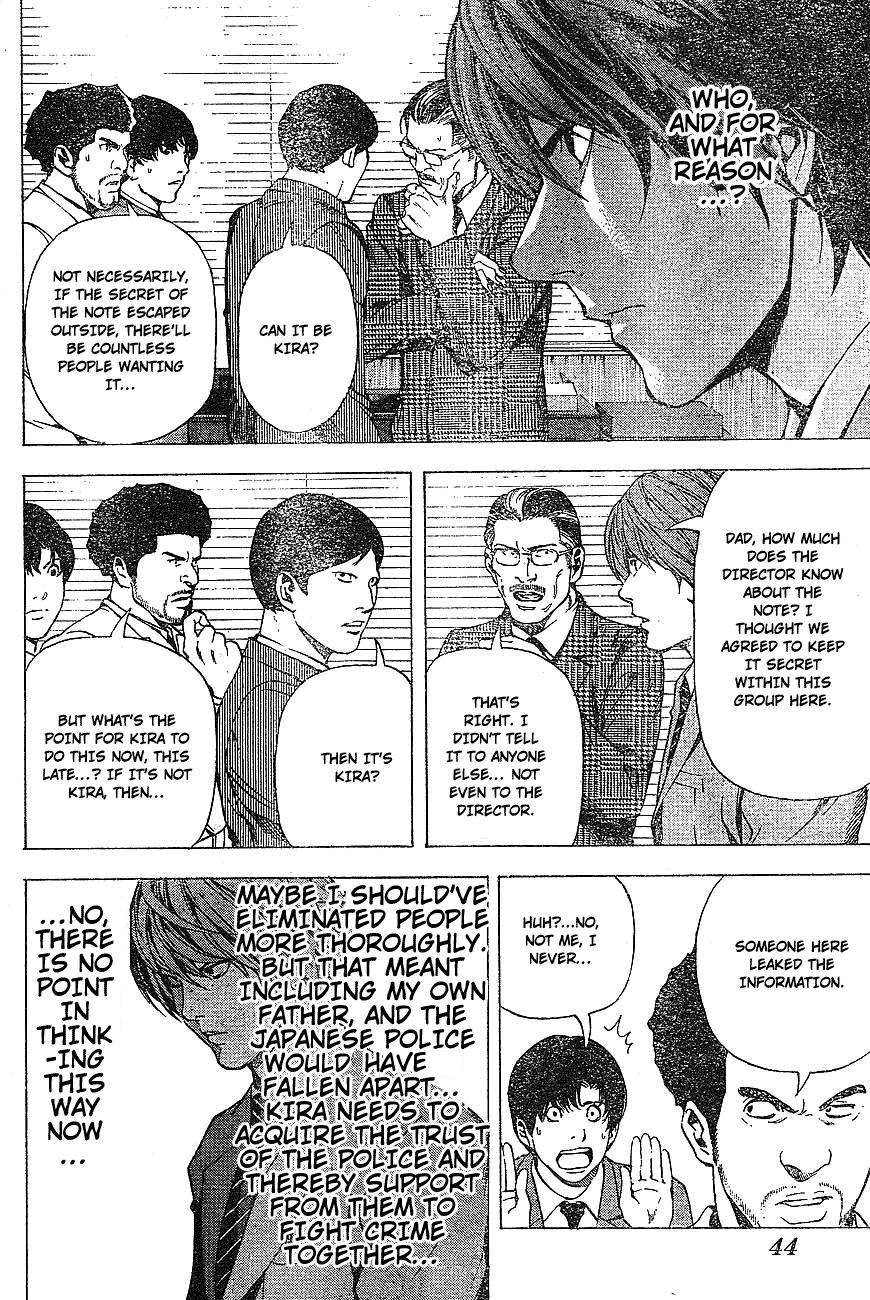 WHO,
AND FOR
WHAT
REASON
...?
CAN IT BE
KIRA?
NOT NECESSARILY,
IF THE SECRET OF
THE NOTE ESCAPED
OUTSIDE, THERE'LL
BE COUNTLESS
PEOPLE WANTING
IT...
DAD, HOW MUCH
DOES THE
DIRECTOR KNOW
ABOUT THE
NOTE? I
THOUGHT WE
AGREED TO KEEP
IT SECRET
WITHIN THIS
GROUP HERE.
THAT'S
RIGHT. I
DIDN'T TELL
IT TO ANYONE
ELSE... NOT
EVEN TO THE
DIRECTOR.
THEN IT'S
KIRA?
BUT WHAT'S THE
POINT FOR KIRA TO
DO THIS NOW, THIS
LATE...? IF IT'S NOT
KIRA, THEN...
SOMEONE HERE
LEAKED THE
INFORMATION.
HUH?...NO,
NOT ME, I
NEVER...
MAYBE I SHOULD'VE
ELIMINATED PEOPLE
MORE THOROUGHLY.
BUT THAT MEANT
INCLUDING MY OWN
FATHER, AND THE
JAPANESE POLICE
WOULD HAVE
FALLEN APART...
KIRA NEEDS TO
ACQUIRE THE TRUST
OF THE POLICE AND
THEREBY SUPPORT
FROM THEM TO
FIGHT CRIME
TOGETHER...
...NO,
THERE
IS NO
POINT
IN
THINK
-ING
THIS
WAY
NOW
...
44